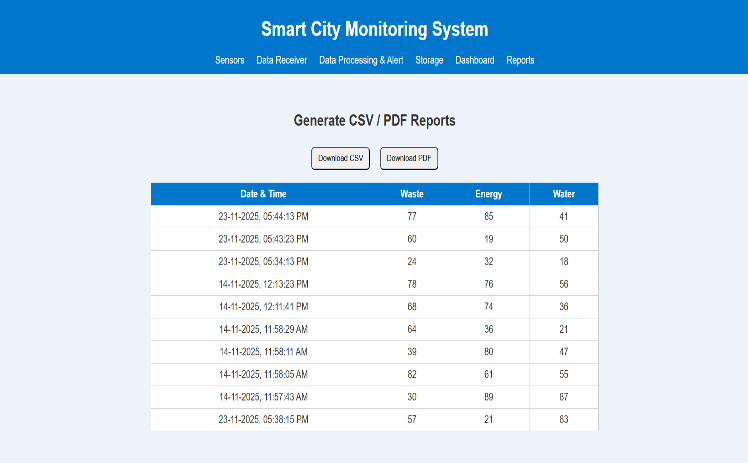 Smart City Monitoring System
Sensors Data Receiver Data Processing & Alert Storage Dashboard Reports
Generate CSV / PDF Reports
Download CSV Download PDF
Date & Time Waste Energy Water
23-11-2025, 05:44:13 PM 77 85 41
23-11-2025, 05:43:23 PM 60 19 50
23-11-2025, 05:34:13 PM 24 32 18
14-11-2025, 12:13:23 PM 78 76 56
14-11-2025, 12:11:41 PM 68 74 36
14-11-2025, 11:58:29 AM 64 36 21
14-11-2025, 11:58:11 AM 39 80 47
14-11-2025, 11:58:05 AM 82 61 55
14-11-2025, 11:57:43 AM 30 89 87
23-11-2025, 05:38:15 PM 57 21 83